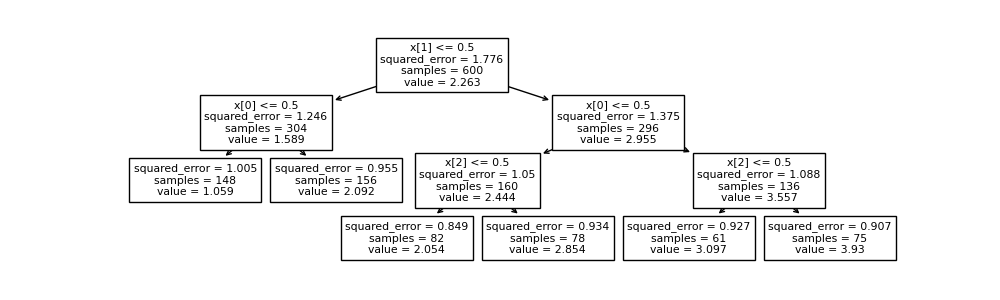 x[1] <= 0.5
squared_error = 1.776
samples = 600
value = 2.263
x[0] <= 0.5
squared_error = 1.246
samples = 304
value = 1.589
x[0] <= 0.5
squared_error = 1.375
samples = 296
value = 2.955
squared_error = 1.005
samples = 148
value = 1.059
squared_error = 0.955
samples = 156
value = 2.092
x[2] <= 0.5
squared_error = 1.05
samples = 160
value = 2.444
x[2] <= 0.5
squared_error = 1.088
samples = 136
value = 3.557
squared_error = 0.849
samples = 82
value = 2.054
squared_error = 0.934
samples = 78
value = 2.854
squared_error = 0.927
samples = 61
value = 3.097
squared_error = 0.907
samples = 75
value = 3.93